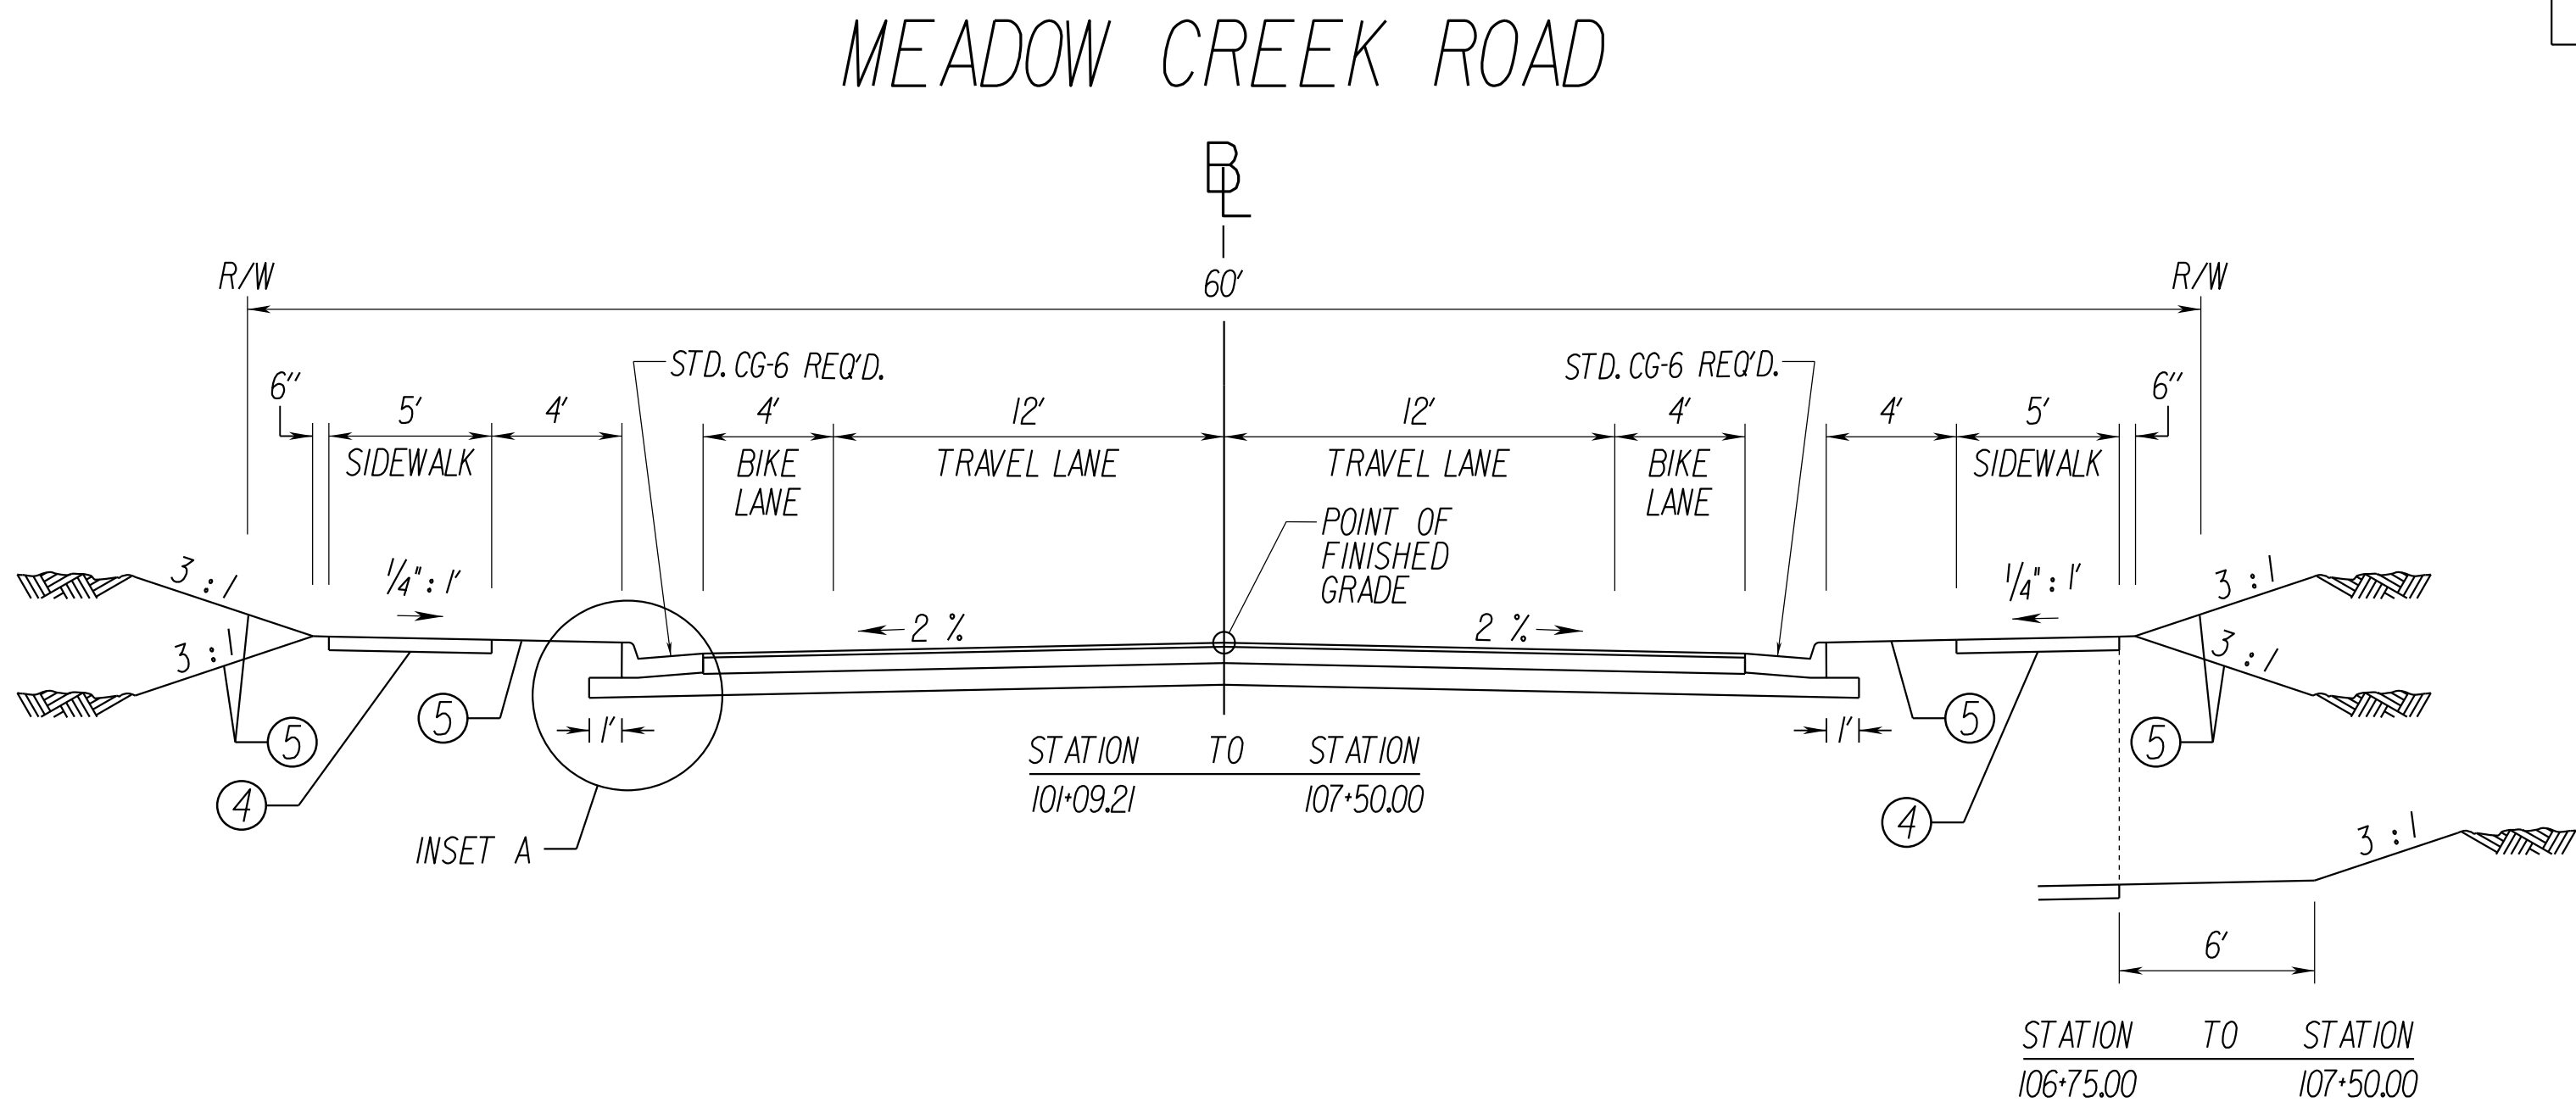 MEADOW CREEK ROAD
BL
R/W 60' R/W
STD. CG-6 REQ'D. STD. CG-6 REQ'D.
6" 5' 4' 4' 12' 12' 4' 4' 5' 6"
SIDEWALK BIKE LANE TRAVEL LANE TRAVEL LANE BIKE LANE SIDEWALK
POINT OF
FINISHED
GRADE
3 : 1 1/4" : 1' 1/4" : 1' 3 : 1
2 % 2 %
3 : 1 3 : 1
5 5 1' 1' 5 5
STATION TO STATION
101+09.21 107+50.00
4 4
INSET A
3 : 1
6'
STATION TO STATION
106+75.00 107+50.00